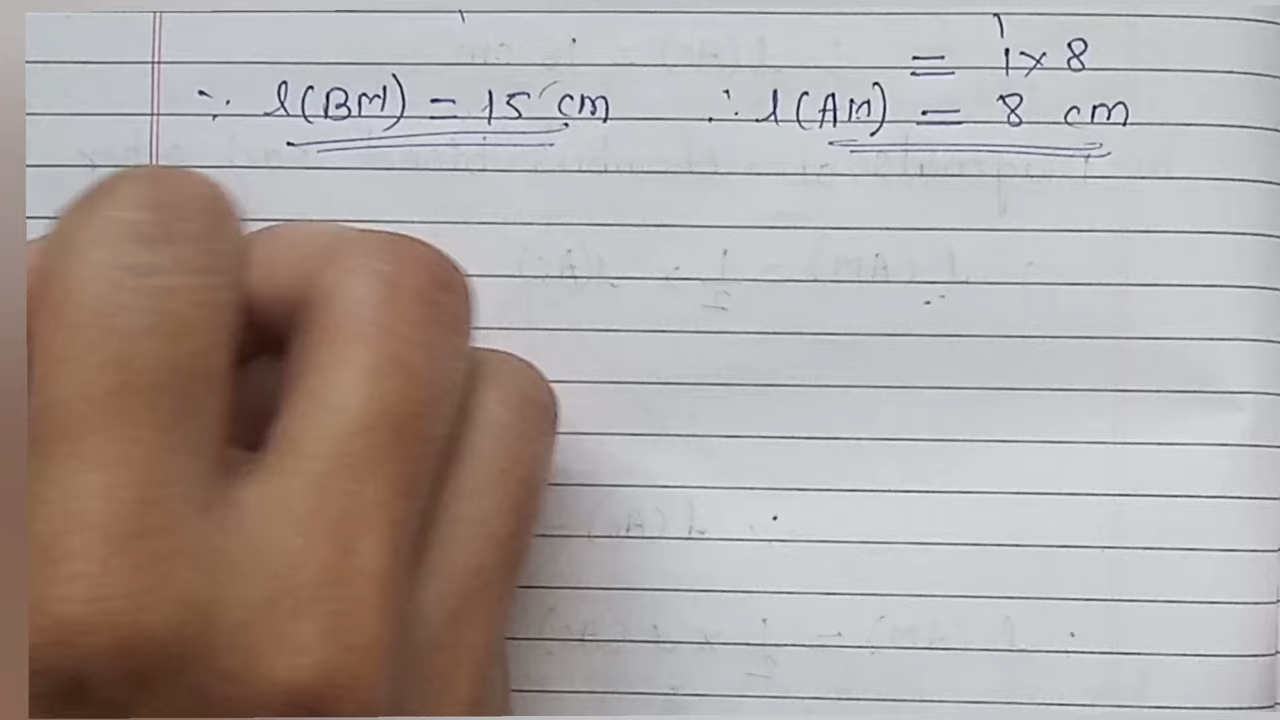 = 1 × 8
∴ l(BM) = 15 cm ∴ l(AM) = 8 cm